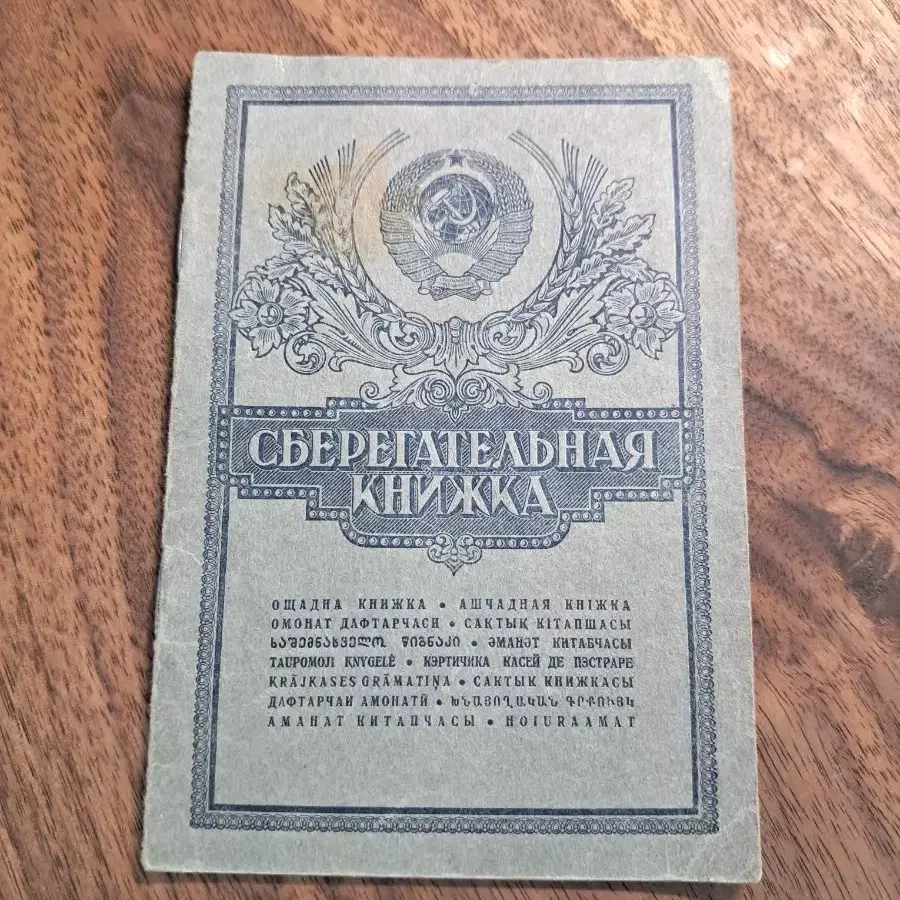 СБЕРЕГАТЕЛЬНАЯ
КНИЖКА
ОЩАДНА КНИЖКА • АШЧАДНАЯ КНІЖКА
ОМОНАТ ДАФТАРЧАСИ • САКТЫҚ КІТАПШАСЫ
ᲡᲐᲨᲔᲛᲜᲐᲮᲕᲔᲚᲝ ᲬᲘᲒᲜᲐᲙᲘ • ӘМАНӘТ КИТАБЧАСЫ
TAUPOMOJI KNYGELĖ • КЭРТИЧИКА КАСЕЙ ДЕ ПЭСТРАРЕ
KRĀJKASES GRĀMATIŅA • САКТЫК КНИЖКАСЫ
ДАФТАРЧАИ АМОНАТӢ • ԽՆԱՅՈՂԱԿԱՆ ԳՐՔՈՒՅԿ
АМАНАТ КИТАПЧАСЫ • HOIURAAMAT